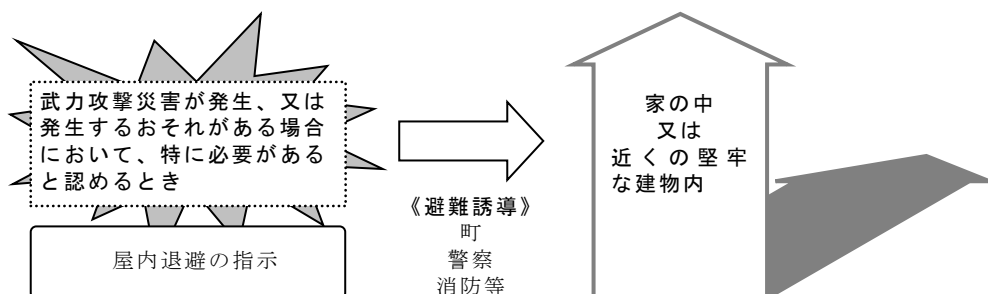 武力攻撃災害が発生、又は
発生するおそれがある場合
において、特に必要がある
と認めるとき
屋内退避の指示
《避難誘導》
町
警察
消防等
家の中
又は
近くの堅牢
な建物内